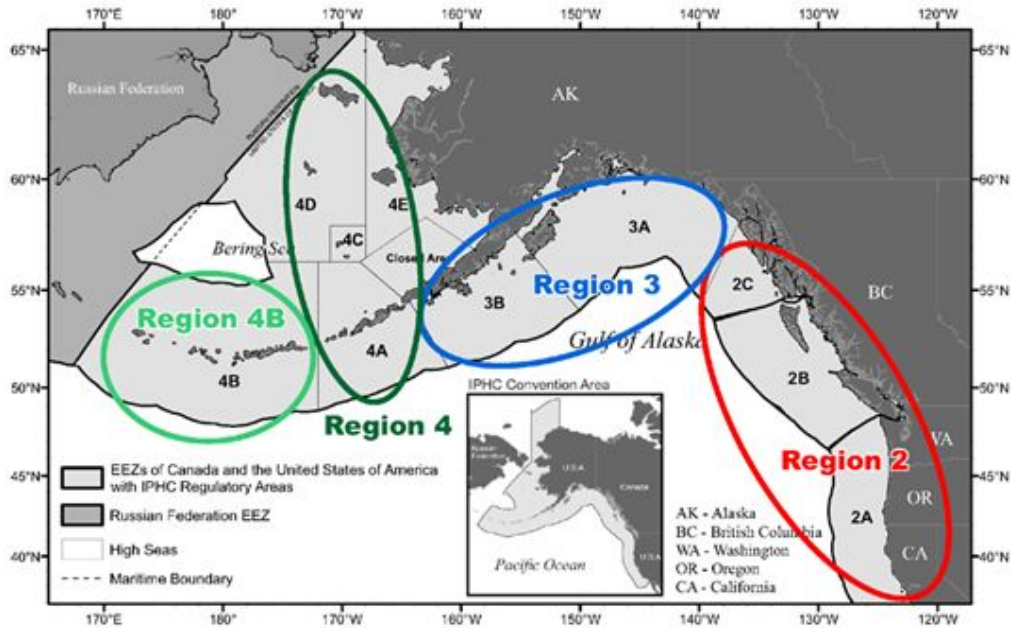 170°E 180° 170°W 160°W 150°W 140°W 130°W 120°W
65°N 65°N
Russian Federation
AK
60°N 60°N
4D
4E
3A
4C
Bering Sea
Closed Area
Region 3
2C
BC
55°N 55°N
Region 4B
3B
Gulf of Alaska
4A
4B
2B
50°N 50°N
IPHC Convention Area
Region 4
WA
Region 2
45°N 45°N
EEZs of Canada and the United States of America
with IPHC Regulatory Areas
Russian Federation EEZ
High Seas
Maritime Boundary
Russian
Federation
U.S.A
Canada
U.S.A
Pacific Ocean
OR
2A
AK - Alaska
BC - British Columbia
WA - Washington
OR - Oregon
CA - California
CA
40°N 40°N
170°E 180° 170°W 160°W 150°W 140°W 130°W 120°W